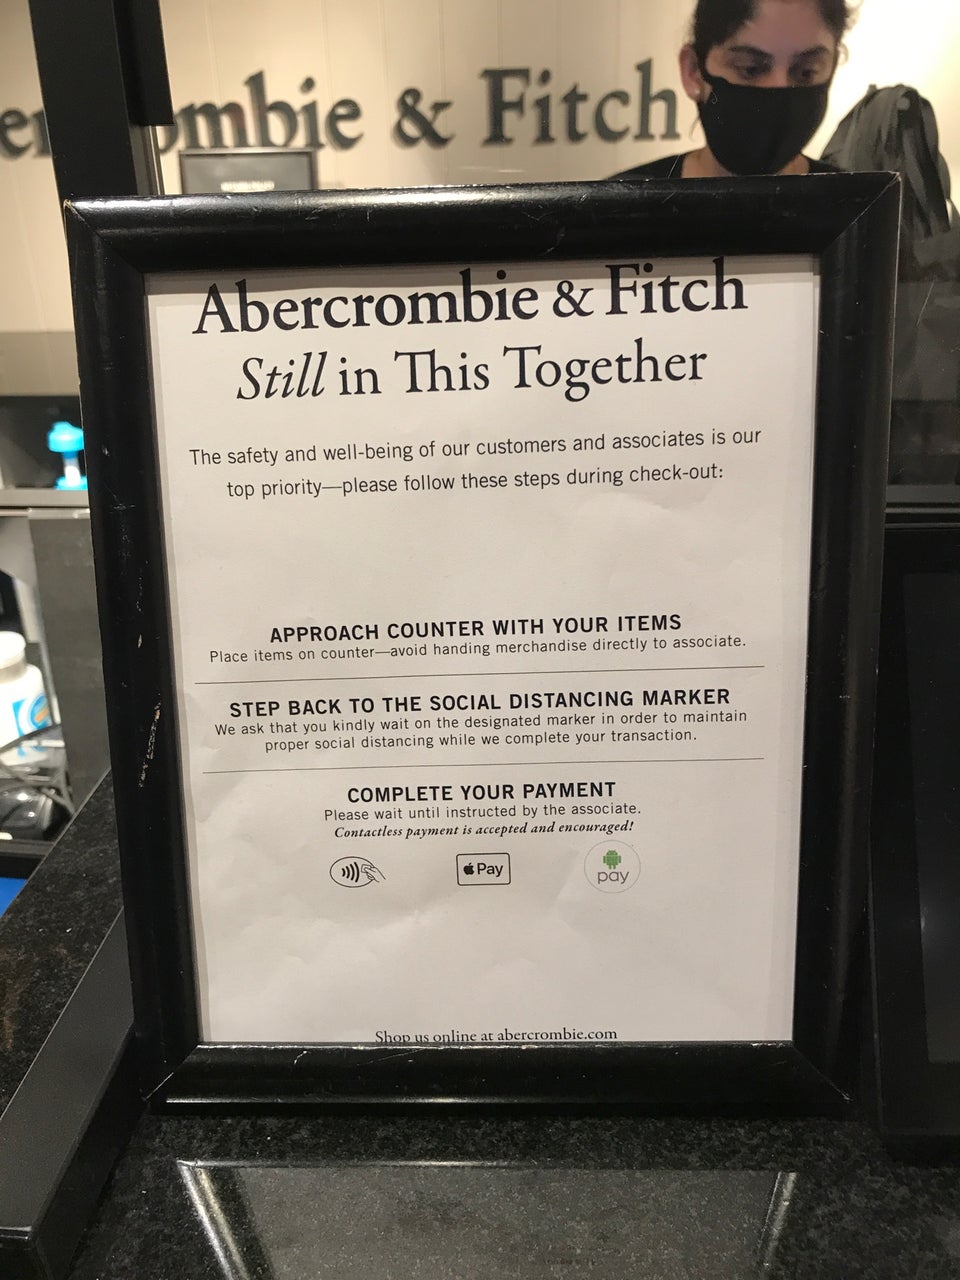 ercombie & Fitch
Abercrombie & Fitch
Still in This Together
The safety and well-being of our customers and associates is our
top priority—please follow these steps during check-out:
APPROACH COUNTER WITH YOUR ITEMS
Place items on counter—avoid handing merchandise directly to associate.
STEP BACK TO THE SOCIAL DISTANCING MARKER
We ask that you kindly wait on the designated marker in order to maintain
proper social distancing while we complete your transaction.
COMPLETE YOUR PAYMENT
Please wait until instructed by the associate.
Contactless payment is accepted and encouraged!
Pay
pay
Shop us online at abercrombie.com